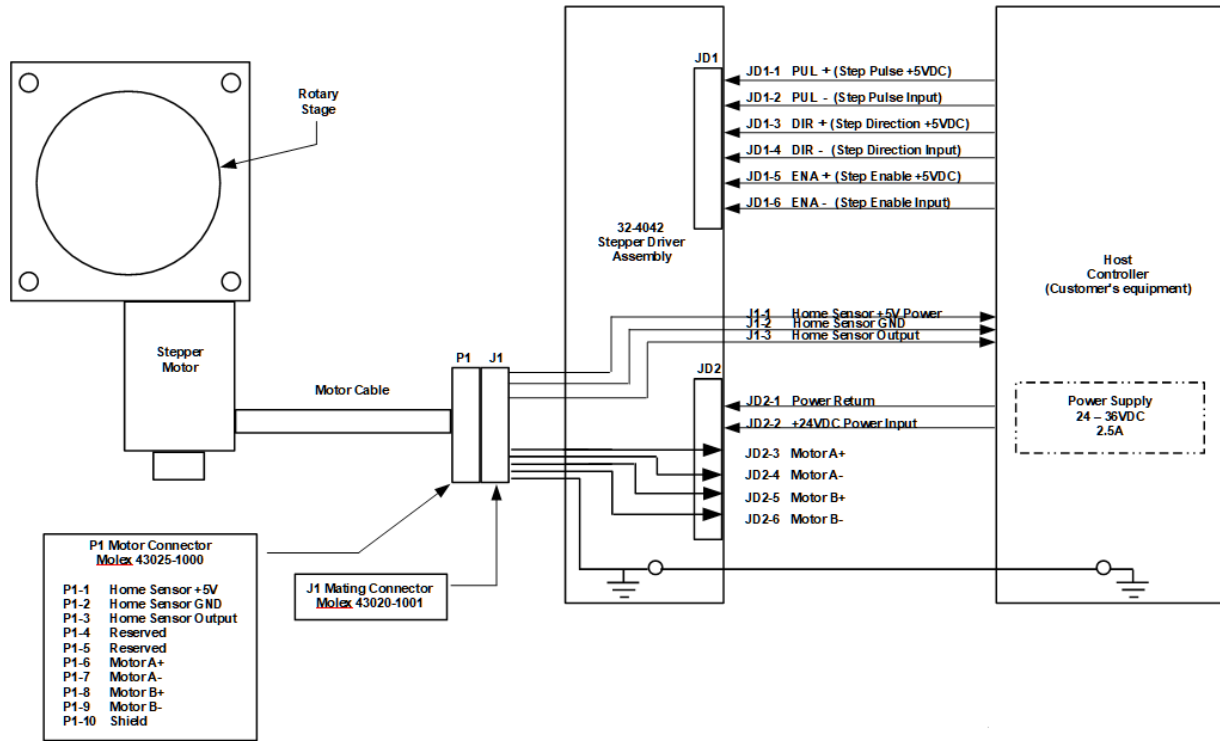 Rotary
Stage
Stepper
Motor
Motor Cable
P1
J1
P1 Motor Connector
Molex 43025-1000
P1-1 Home Sensor +5V
P1-2 Home Sensor GND
P1-3 Home Sensor Output
P1-4 Reserved
P1-5 Reserved
P1-6 Motor A+
P1-7 Motor A-
P1-8 Motor B+
P1-9 Motor B-
P1-10 Shield
J1 Mating Connector
Molex 43020-1001
32-4042
Stepper Driver
Assembly
JD1
JD1-1 PUL + (Step Pulse +5VDC)
JD1-2 PUL - (Step Pulse Input)
JD1-3 DIR + (Step Direction +5VDC)
JD1-4 DIR - (Step Direction Input)
JD1-5 ENA + (Step Enable +5VDC)
JD1-6 ENA - (Step Enable Input)
J1-1 Home Sensor +5V Power
J1-2 Home Sensor GND
J1-3 Home Sensor Output
JD2
JD2-1 Power Return
JD2-2 +24VDC Power Input
JD2-3 Motor A+
JD2-4 Motor A-
JD2-5 Motor B+
JD2-6 Motor B-
Host
Controller
(Customer's equipment)
Power Supply
24 – 36VDC
2.5A